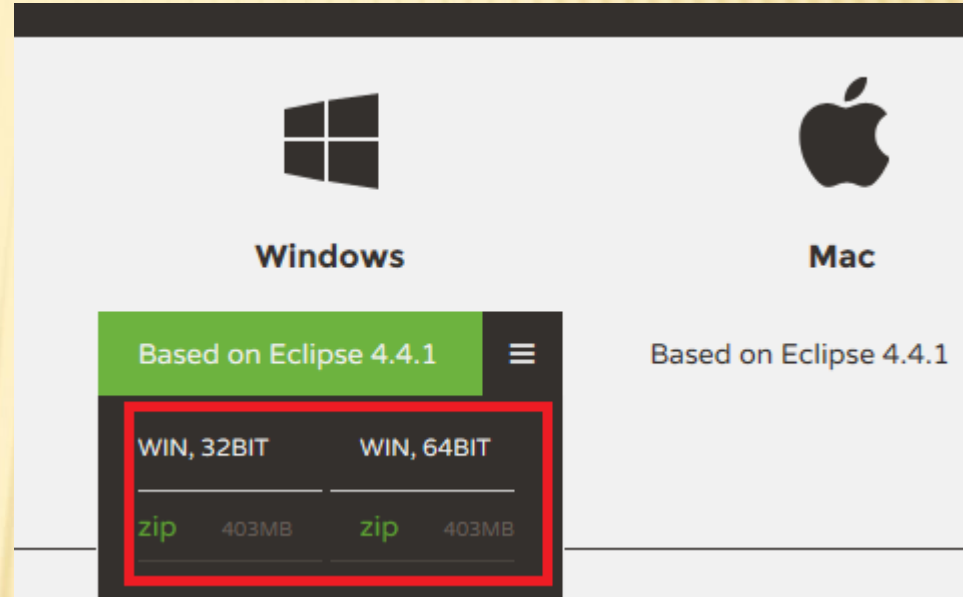 Windows
Mac
Based on Eclipse 4.4.1
Based on Eclipse 4.4.1
WIN, 32BIT WIN, 64BIT
zip 403MB zip 403MB